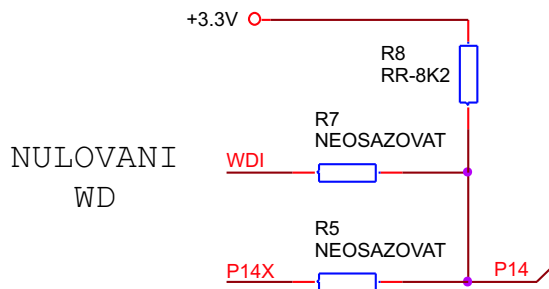 +3.3V
R8
RR-8K2
R7
NEOSAZOVAT
NULOVANI
WD
WDI
R5
NEOSAZOVAT
P14X
P14